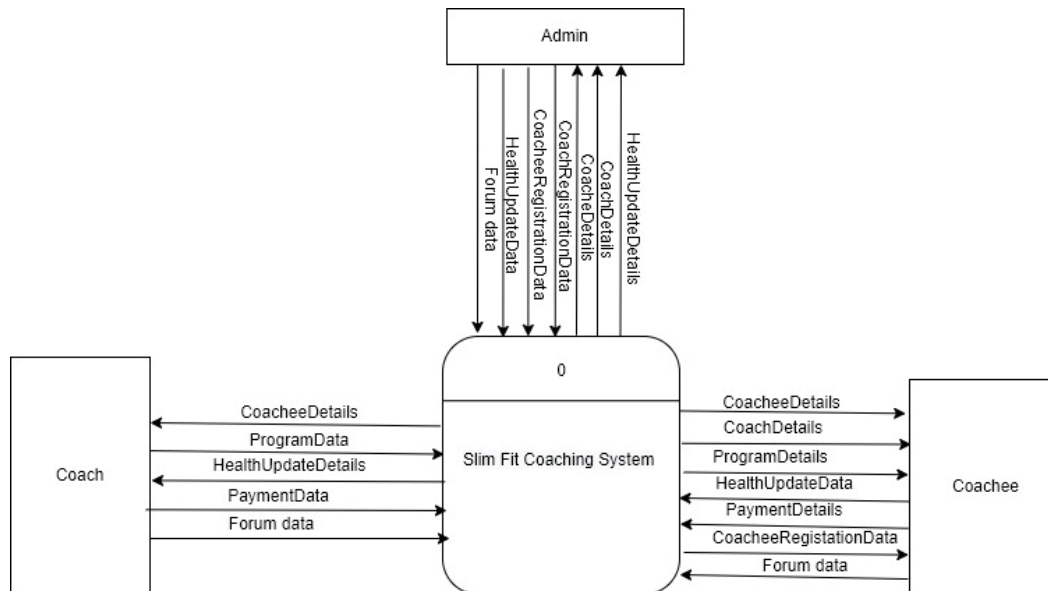 Admin
Forum data
HealthUpdateData
CoacheeRegistrationData
CoachRegistrationData
CoacheDetails
CoachDetails
HealthUpdateDetails
0
Slim Fit Coaching System
Coach
CoacheeDetails
ProgramData
HealthUpdateDetails
PaymentData
Forum data
CoacheeDetails
CoachDetails
ProgramDetails
HealthUpdateData
PaymentDetails
CoacheeRegistationData
Forum data
Coachee